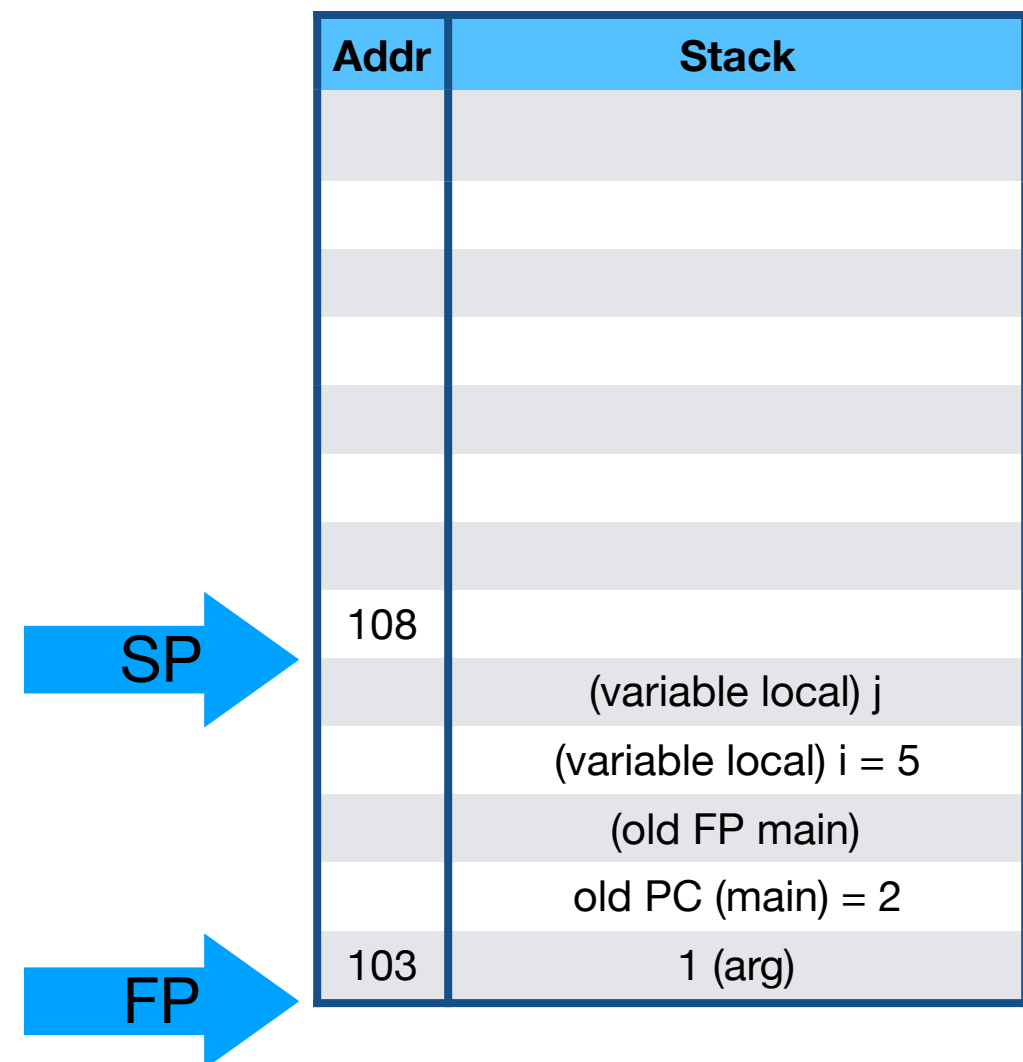 Addr Stack
108
SP
(variable local) j
(variable local) i = 5
(old FP main)
old PC (main) = 2
103 1 (arg)
FP